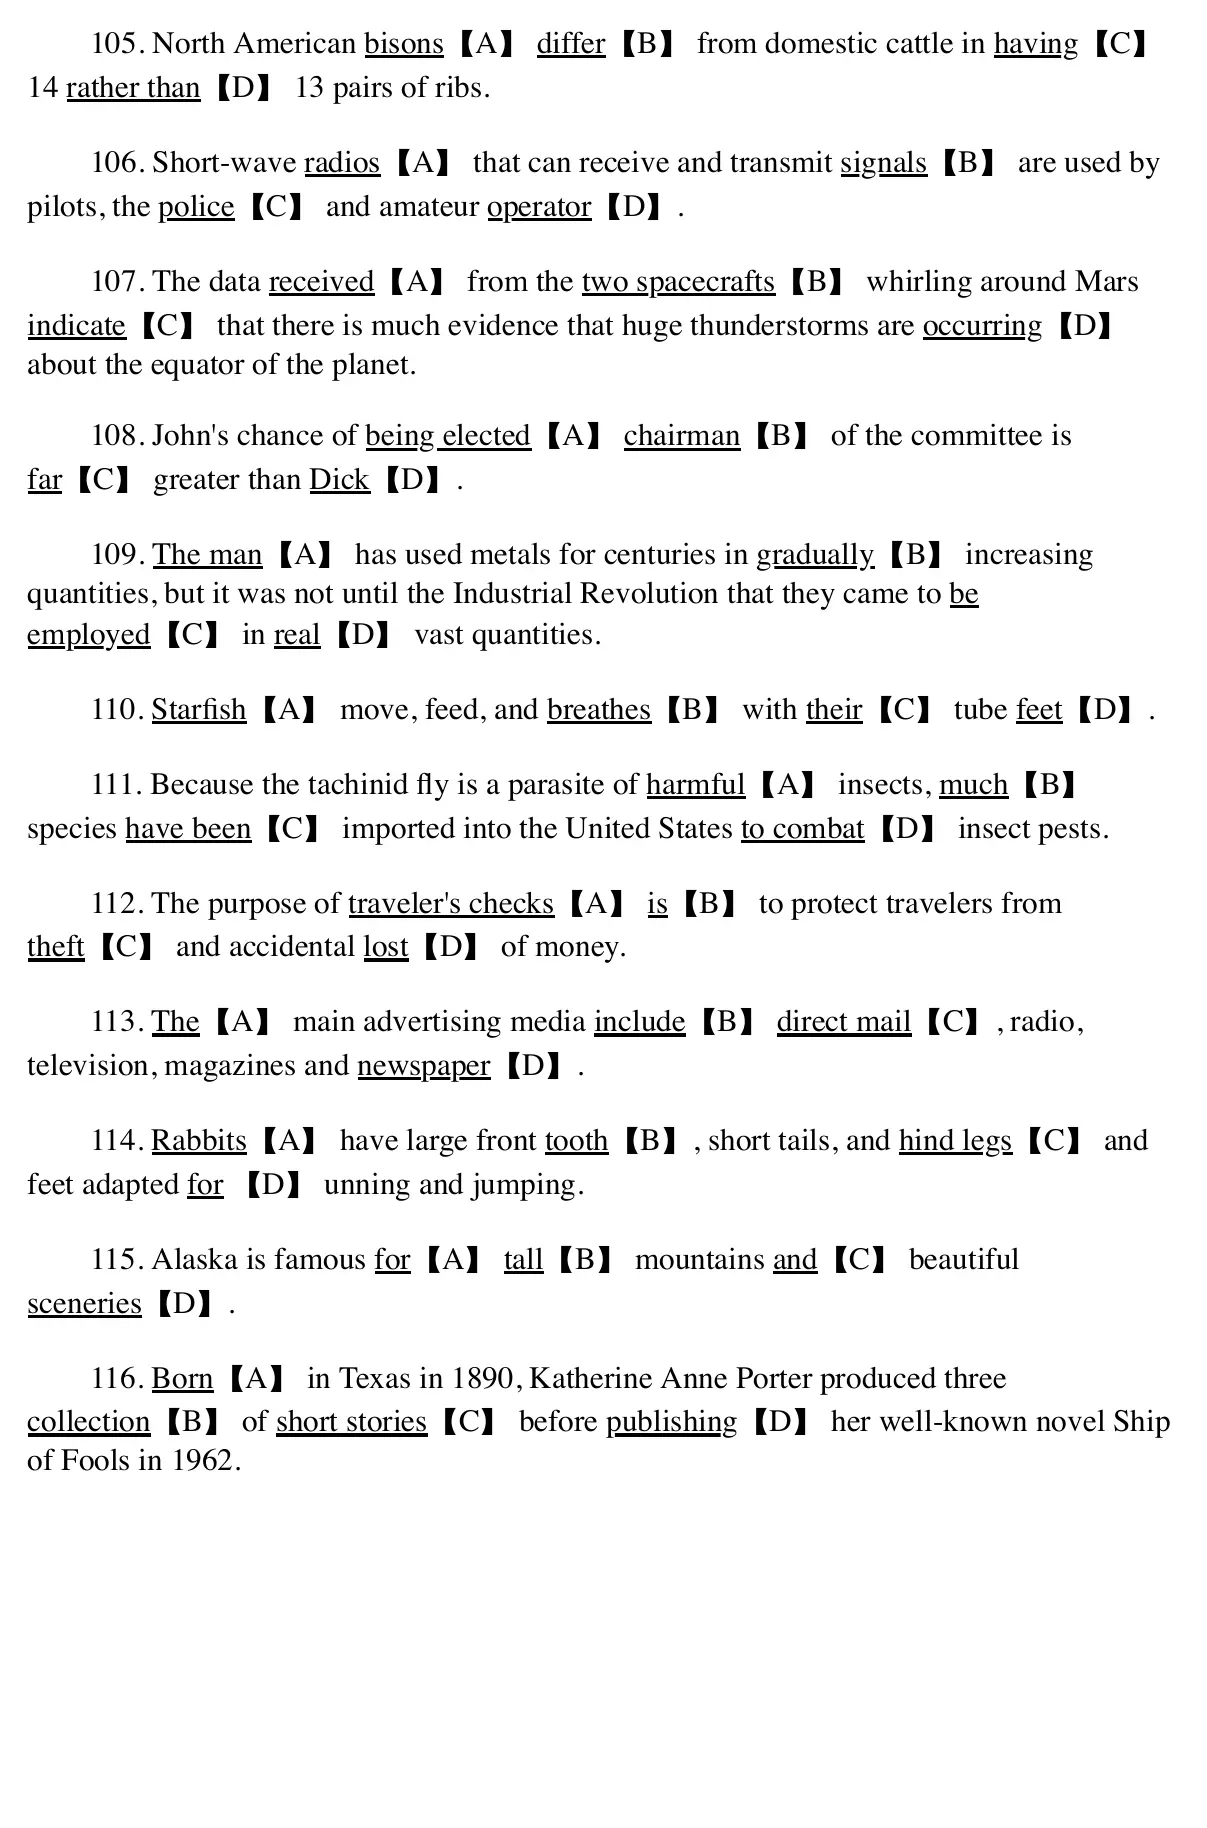 105. North American bisons【A】 differ【B】 from domestic cattle in having【C】
14 rather than【D】 13 pairs of ribs.
106. Short-wave radios【A】 that can receive and transmit signals【B】 are used by
pilots, the police【C】 and amateur operator【D】.
107. The data received【A】 from the two spacecrafts【B】 whirling around Mars
indicate【C】 that there is much evidence that huge thunderstorms are occurring【D】
about the equator of the planet.
108. John's chance of being elected【A】 chairman【B】 of the committee is
far【C】 greater than Dick【D】.
109. The man【A】 has used metals for centuries in gradually【B】 increasing
quantities, but it was not until the Industrial Revolution that they came to be
employed【C】 in real【D】 vast quantities.
110. Starfish【A】 move, feed, and breathes【B】 with their【C】 tube feet【D】.
111. Because the tachinid fly is a parasite of harmful【A】 insects, much【B】
species have been【C】 imported into the United States to combat【D】 insect pests.
112. The purpose of traveler's checks【A】 is【B】 to protect travelers from
theft【C】 and accidental lost【D】 of money.
113. The【A】 main advertising media include【B】 direct mail【C】, radio,
television, magazines and newspaper【D】.
114. Rabbits【A】 have large front tooth【B】, short tails, and hind legs【C】 and
feet adapted for 【D】 unning and jumping.
115. Alaska is famous for【A】 tall【B】 mountains and【C】 beautiful
sceneries【D】.
116. Born【A】 in Texas in 1890, Katherine Anne Porter produced three
collection【B】 of short stories【C】 before publishing【D】 her well-known novel Ship
of Fools in 1962.